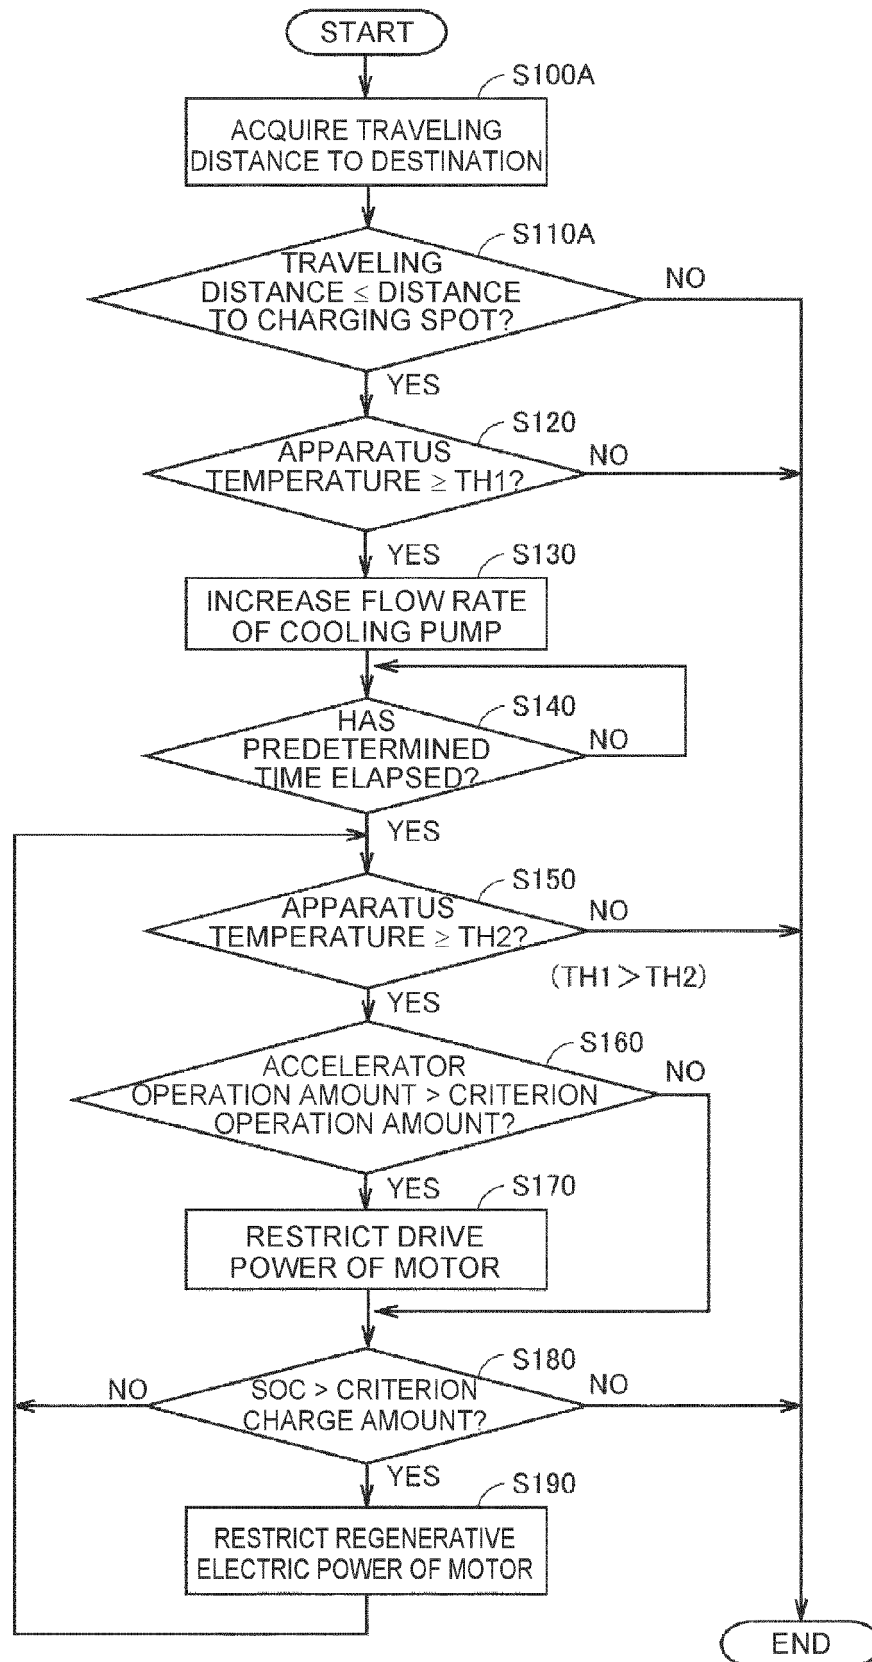 START
S100A
ACQUIRE TRAVELING
DISTANCE TO DESTINATION
S110A
TRAVELING
DISTANCE ≤ DISTANCE
TO CHARGING SPOT?
NO
YES
S120
APPARATUS
TEMPERATURE ≥ TH1?
NO
YES
S130
INCREASE FLOW RATE
OF COOLING PUMP
S140
HAS
PREDETERMINED
TIME ELAPSED?
NO
YES
S150
APPARATUS
TEMPERATURE ≥ TH2?
NO
(TH1 > TH2)
YES
S160
ACCELERATOR
OPERATION AMOUNT > CRITERION
OPERATION AMOUNT?
NO
YES
S170
RESTRICT DRIVE
POWER OF MOTOR
S180
NO
SOC > CRITERION
CHARGE AMOUNT?
NO
YES
S190
RESTRICT REGENERATIVE
ELECTRIC POWER OF MOTOR
END